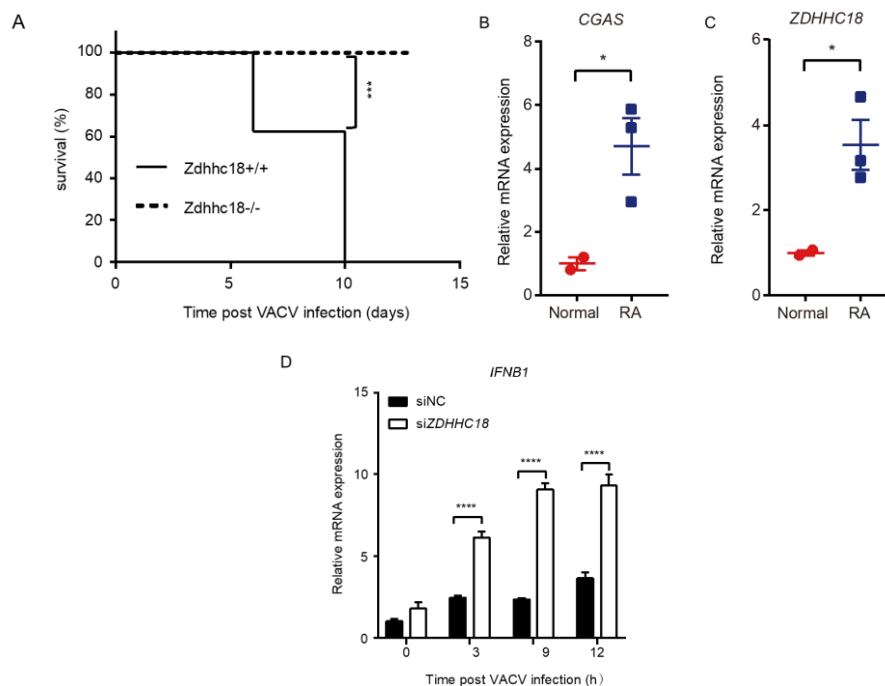 A
100
80
60
40
20
0
survival (%)
Zdhhc18+/+
Zdhhc18-/-
***
0 5 10 15
Time post VACV infection (days)
B
CGAS
*
8
6
4
2
0
Relative mRNA expression
Normal RA
C
ZDHHC18
*
6
4
2
0
Relative mRNA expression
Normal RA
D
IFNB1
15
10
5
0
Relative mRNA expression
siNC
siZDHHC18
**** **** ****
0 3 9 12
Time post VACV infection (h)